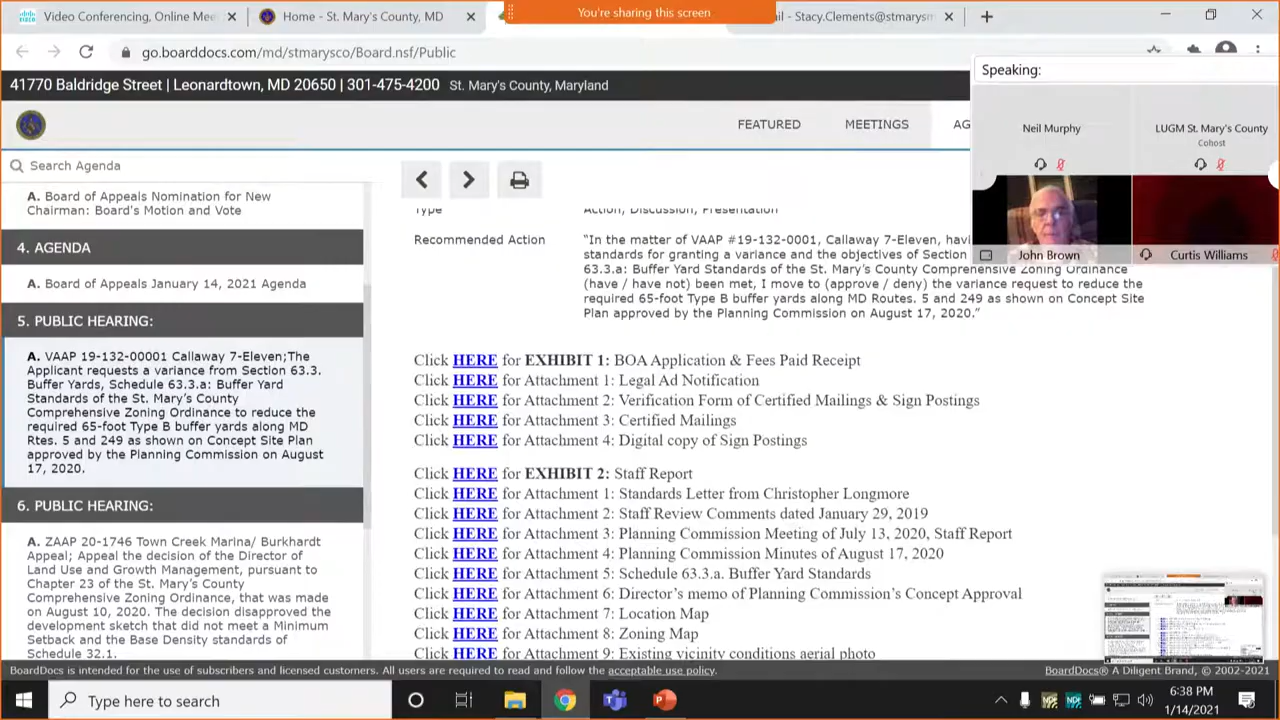 Video Conferencing, Online Mee
Home - St. Mary's County, MD
You're sharing this screen
il - Stacy.Clements@stmarysm
go.boarddocs.com/md/stmarysco/Board.nsf/Public
41770 Baldridge Street | Leonardtown, MD 20650 | 301-475-4200 St. Mary's County, Maryland
FEATURED
MEETINGS
AG
Speaking:
Neil Murphy
LUGM St. Mary's County
Cohost
John Brown
Curtis Williams
Search Agenda
A. Board of Appeals Nomination for New
Chairman: Board's Motion and Vote
4. AGENDA
A. Board of Appeals January 14, 2021 Agenda
5. PUBLIC HEARING:
A. VAAP 19-132-00001 Callaway 7-Eleven;The
Applicant requests a variance from Section 63.3.
Buffer Yards, Schedule 63.3.a: Buffer Yard
Standards of the St. Mary's County
Comprehensive Zoning Ordinance to reduce the
required 65-foot Type B buffer yards along MD
Rtes. 5 and 249 as shown on Concept Site Plan
approved by the Planning Commission on August
17, 2020.
6. PUBLIC HEARING:
A. ZAAP 20-1746 Town Creek Marina/ Burkhardt
Appeal; Appeal the decision of the Director of
Land Use and Growth Management, pursuant to
Chapter 23 of the St. Mary's County
Comprehensive Zoning Ordinance, that was made
on August 10, 2020. The decision disapproved the
development sketch that did not meet a Minimum
Setback and the Base Density standards of
Schedule 32.1.
Type
Action, Discussion, Presentation
Recommended Action
“In the matter of VAAP #19-132-0001, Callaway 7-Eleven, havi
standards for granting a variance and the objectives of Section
63.3.a: Buffer Yard Standards of the St. Mary's County Comprehensive Zoning Ordinance
(have / have not) been met, I move to (approve / deny) the variance request to reduce the
required 65-foot Type B buffer yards along MD Routes. 5 and 249 as shown on Concept Site
Plan approved by the Planning Commission on August 17, 2020.”
Click HERE for EXHIBIT 1: BOA Application & Fees Paid Receipt
Click HERE for Attachment 1: Legal Ad Notification
Click HERE for Attachment 2: Verification Form of Certified Mailings & Sign Postings
Click HERE for Attachment 3: Certified Mailings
Click HERE for Attachment 4: Digital copy of Sign Postings
Click HERE for EXHIBIT 2: Staff Report
Click HERE for Attachment 1: Standards Letter from Christopher Longmore
Click HERE for Attachment 2: Staff Review Comments dated January 29, 2019
Click HERE for Attachment 3: Planning Commission Meeting of July 13, 2020, Staff Report
Click HERE for Attachment 4: Planning Commission Minutes of August 17, 2020
Click HERE for Attachment 5: Schedule 63.3.a. Buffer Yard Standards
Click HERE for Attachment 6: Director's memo of Planning Commission's Concept Approval
Click HERE for Attachment 7: Location Map
Click HERE for Attachment 8: Zoning Map
Click HERE for Attachment 9: Existing vicinity conditions aerial photo
BoardDocs is intended for the use of subscribers and licensed customers. All users are required to read and follow the acceptable use policy.
BoardDocs® A Diligent Brand, © 2002-2021
Type here to search
6:38 PM
1/14/2021